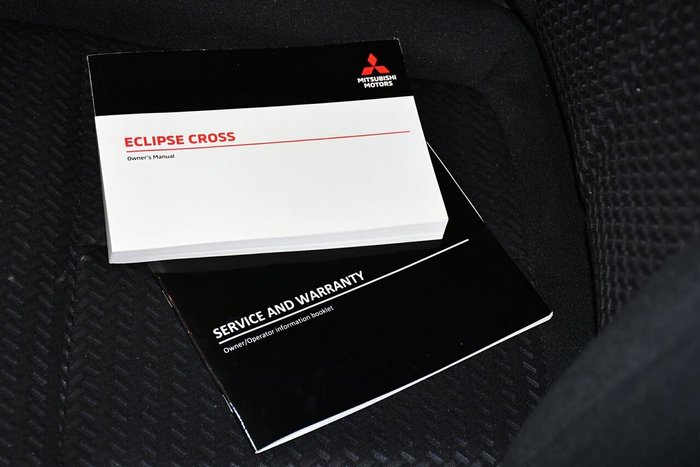 MITSUBISHI
MOTORS
ECLIPSE CROSS
Owner's Manual
SERVICE AND WARRANTY
Owner/Operator information booklet